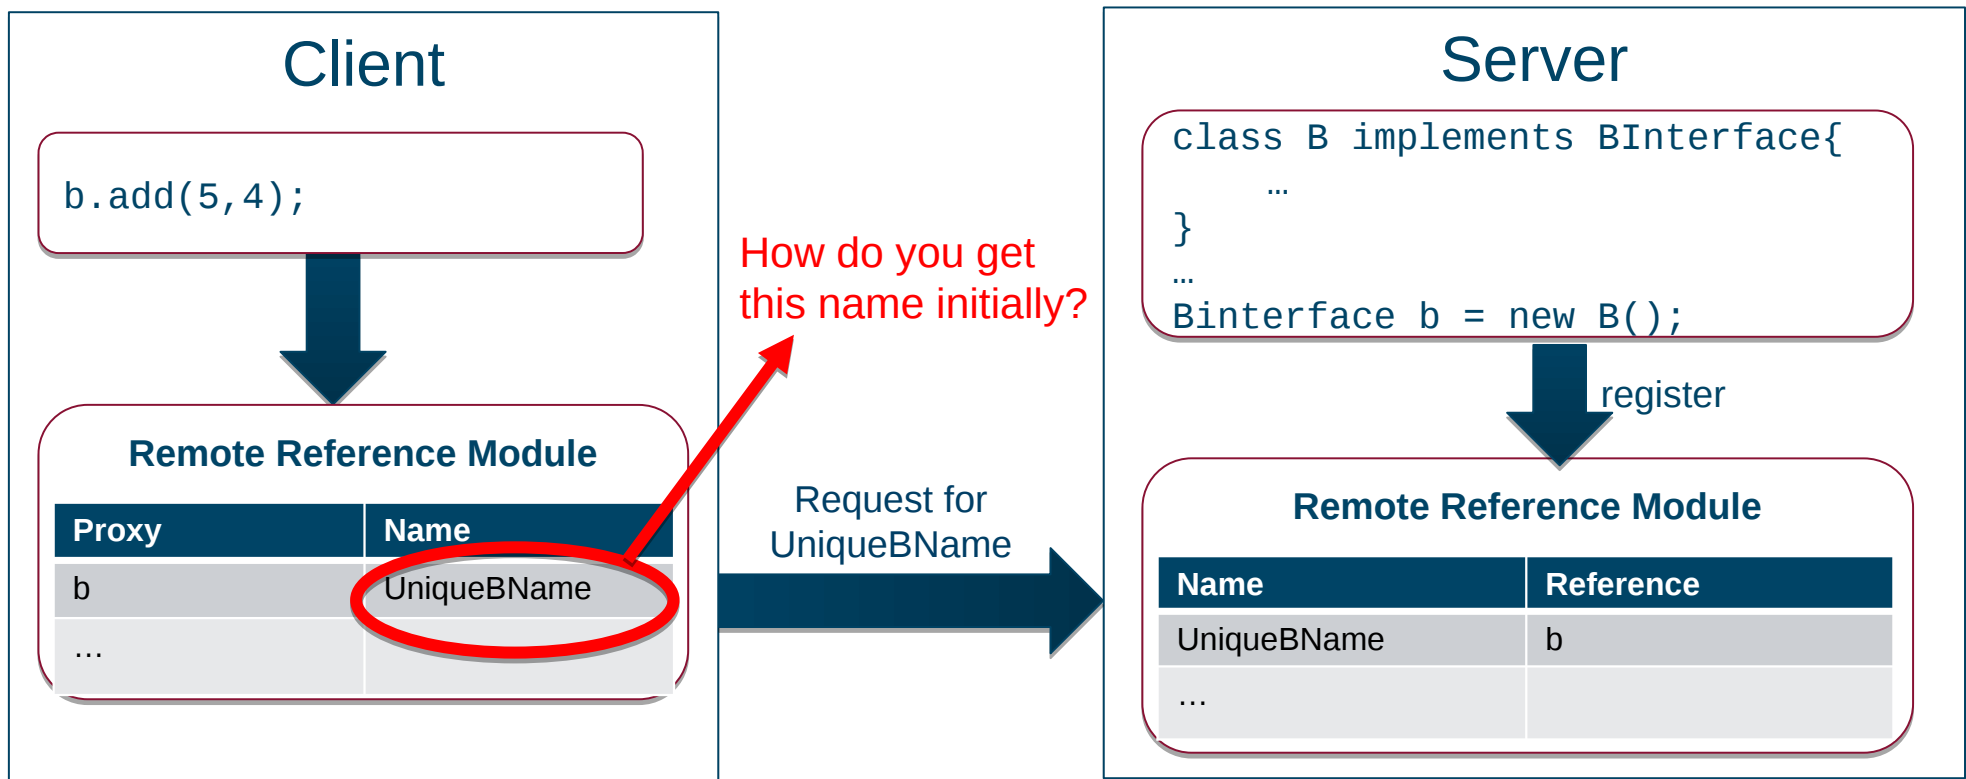 Client
b.add(5,4);
Remote Reference Module
Proxy Name
b UniqueBName
…
How do you get
this name initially?
Request for
UniqueBName
Server
class B implements BInterface{
…
}
…
Binterface b = new B();
register
Remote Reference Module
Name Reference
UniqueBName b
…